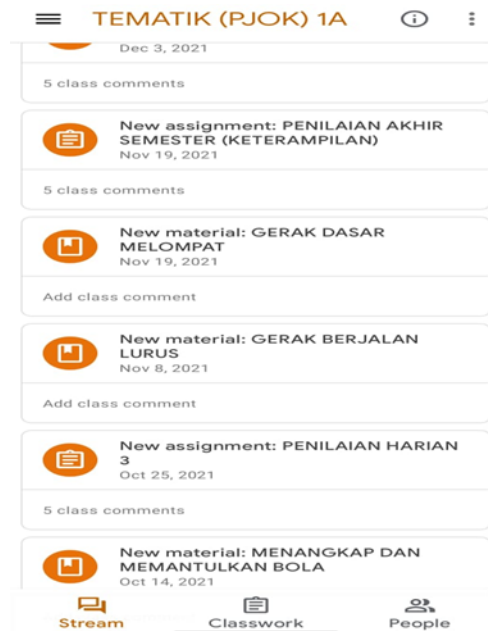 TEMATIK (PJOK) 1A
Dec 3, 2021
5 class comments
New assignment: PENILAIAN AKHIR
SEMESTER (KETERAMPILAN)
Nov 19, 2021
5 class comments
New material: GERAK DASAR
MELOMPAT
Nov 19, 2021
Add class comment
New material: GERAK BERJALAN
LURUS
Nov 8, 2021
Add class comment
New assignment: PENILAIAN HARIAN
3
Oct 25, 2021
5 class comments
New material: MENANGKAP DAN
MEMANTULKAN BOLA
Oct 14, 2021
Stream
Classwork
People